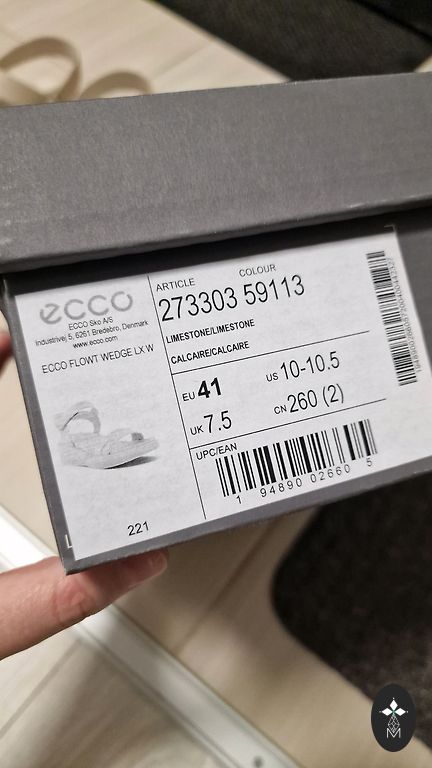 ecco
ECCO Sko A/S
Industrivej 5, 6261 Bredebro, Denmark
www.ecco.com
ECCO FLOWT WEDGE LX W
221
ARTICLE COLOUR
273303 59113
LIMESTONE/LIMESTONE
CALCAIRE/CALCAIRE
EU 41 US 10-10.5
UK 7.5 CN 260 (2)
UPC/EAN
1 94890 02660 5
M